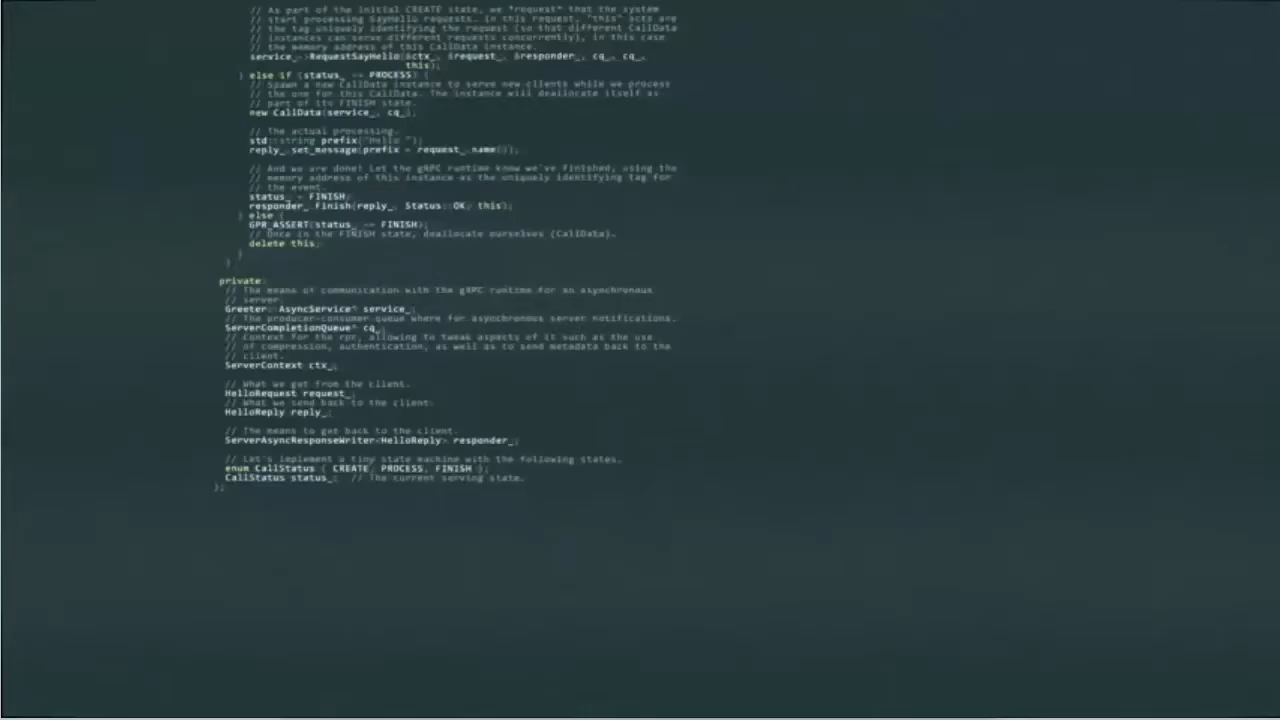 // As part of the initial CREATE state, we *request* that the system
// start processing SayHello requests. In this request, "this" acts are
// the tag uniquely identifying the request (so that different CallData
// instances can serve different requests concurrently), in this case
// the memory address of this CallData instance.
service_->RequestSayHello(&ctx_, &request_, &responder_, cq_, cq_,
this);
} else if (status_ == PROCESS) {
// Spawn a new CallData instance to serve new clients while we process
// the one for this CallData. The instance will deallocate itself as
// part of its FINISH state.
new CallData(service_, cq_);
// The actual processing.
std::string prefix("Hello ");
reply_.set_message(prefix + request_.name());
// And we are done! Let the gRPC runtime know we've finished, using the
// memory address of this instance as the uniquely identifying tag for
// the event.
status_ = FINISH;
responder_.Finish(reply_, Status::OK, this);
} else {
GPR_ASSERT(status_ == FINISH);
// Once in the FINISH state, deallocate ourselves (CallData).
delete this;
}
}
private:
// The means of communication with the gRPC runtime for an asynchronous
// server.
Greeter::AsyncService* service_;
// The producer-consumer queue where for asynchronous server notifications.
ServerCompletionQueue* cq_;
// Context for the rpc, allowing to tweak aspects of it such as the use
// of compression, authentication, as well as to send metadata back to the
// client.
ServerContext ctx_;
// What we get from the client.
HelloRequest request_;
// What we send back to the client.
HelloReply reply_;
// The means to get back to the client.
ServerAsyncResponseWriter<HelloReply> responder_;
// Let's implement a tiny state machine with the following states.
enum CallStatus { CREATE, PROCESS, FINISH };
CallStatus status_; // The current serving state.
};